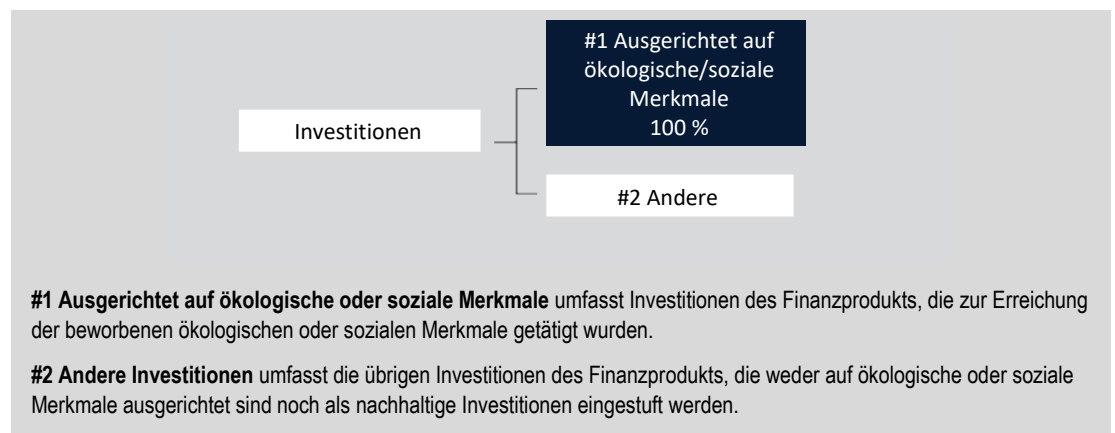 #1 Ausgerichtet auf
ökologische/soziale
Merkmale
100 %
Investitionen
#2 Andere
#1 Ausgerichtet auf ökologische oder soziale Merkmale umfasst Investitionen des Finanzprodukts, die zur Erreichung
der beworbenen ökologischen oder sozialen Merkmale getätigt wurden.
#2 Andere Investitionen umfasst die übrigen Investitionen des Finanzprodukts, die weder auf ökologische oder soziale
Merkmale ausgerichtet sind noch als nachhaltige Investitionen eingestuft werden.